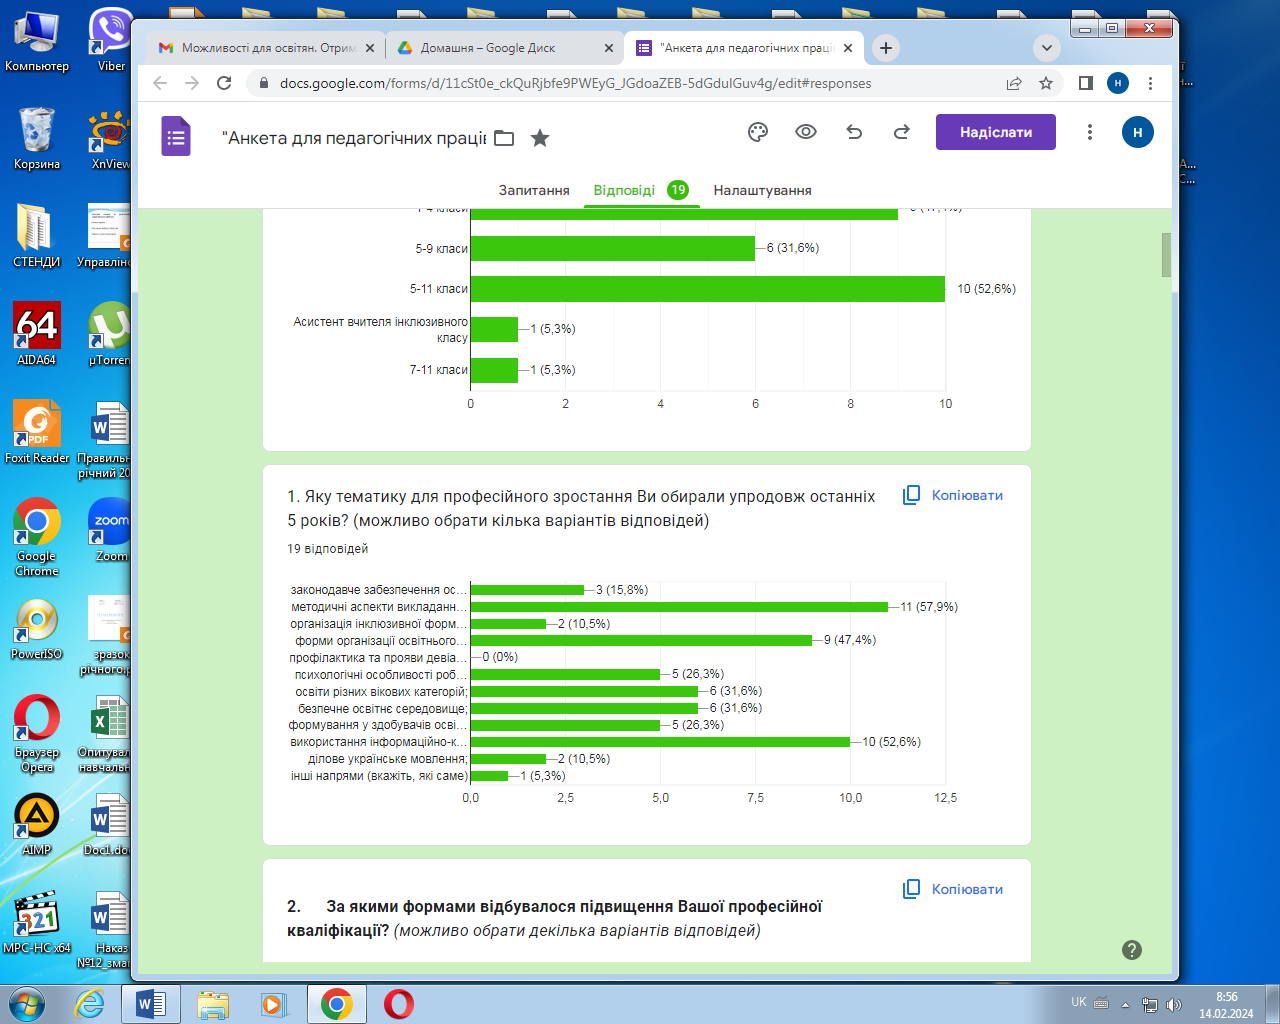 Компьютер
Viber
Корзина
XnView
СТЕНДИ
Управлінс
64
AIDA64
µTorren
PDF
Foxit Reader
Правильн
річний 20
Google
Chrome
zoom
Zoom
PowerISO
зразок
річного.р
Браузер
Opera
Опитувал
навчальн
AIMP
Doc1.do
321
MPC-HC x64
Наказ
№12_зма
Можливості для освітян. Отрим
Домашня – Google Диск
"Анкета для педагогічних праці
docs.google.com/forms/d/11cSt0e_ckQuRjbfe9PWEyG_JGdoaZEB-5dGdulGuv4g/edit#responses
н
"Анкета для педагогічних праців
Надіслати
Н
Запитання
Відповіді
19
Налаштування
5-9 класи
6 (31,6%)
5-11 класи
10 (52,6%)
Асистент вчителя інклюзивного
класу
1 (5,3%)
7-11 класи
1 (5,3%)
0 2 4 6 8 10
1. Яку тематику для професійного зростання Ви обирали упродовж останніх
5 років? (можливо обрати кілька варіантів відповідей)
Копіювати
19 відповідей
законодавче забезпечення ос… 3 (15,8%)
методичні аспекти викладанн… 11 (57,9%)
організація інклюзивної форм… 2 (10,5%)
форми організації освітнього… 9 (47,4%)
профілактика та прояви девіа… 0 (0%)
психологічні особливості роб… 5 (26,3%)
освіти різних вікових категорій; 6 (31,6%)
безпечне освітнє середовище; 6 (31,6%)
формування у здобувачів осві… 5 (26,3%)
використання інформаційно-к… 10 (52,6%)
ділове українське мовлення; 2 (10,5%)
інші напрями (вкажіть, які саме) 1 (5,3%)
0,0 2,5 5,0 7,5 10,0 12,5
Копіювати
2. За якими формами відбувалося підвищення Вашої професійної
кваліфікації? (можливо обрати декілька варіантів відповідей)
UK
8:56
14.02.2024